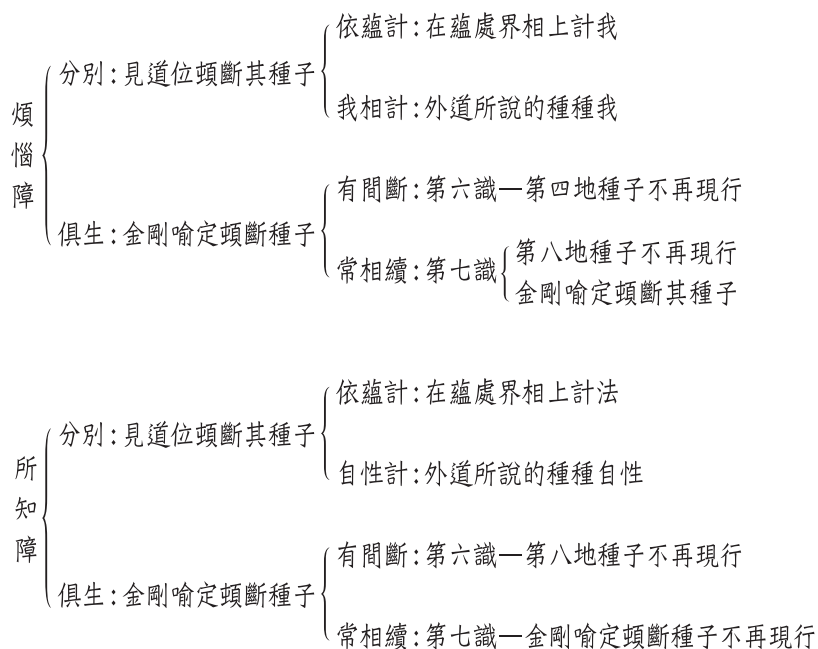 煩惱障
分別:見道位頓斷其種子
依蘊計:在蘊處界相上計我
我相計:外道所說的種種我
俱生:金剛喻定頓斷種子
有間斷:第六識—第四地種子不再現行
常相續:第七識
第八地種子不再現行
金剛喻定頓斷其種子
所知障
分別:見道位頓斷其種子
依蘊計:在蘊處界相上計法
自性計:外道所說的種種自性
俱生:金剛喻定頓斷種子
有間斷:第六識—第八地種子不再現行
常相續:第七識—金剛喻定頓斷種子不再現行